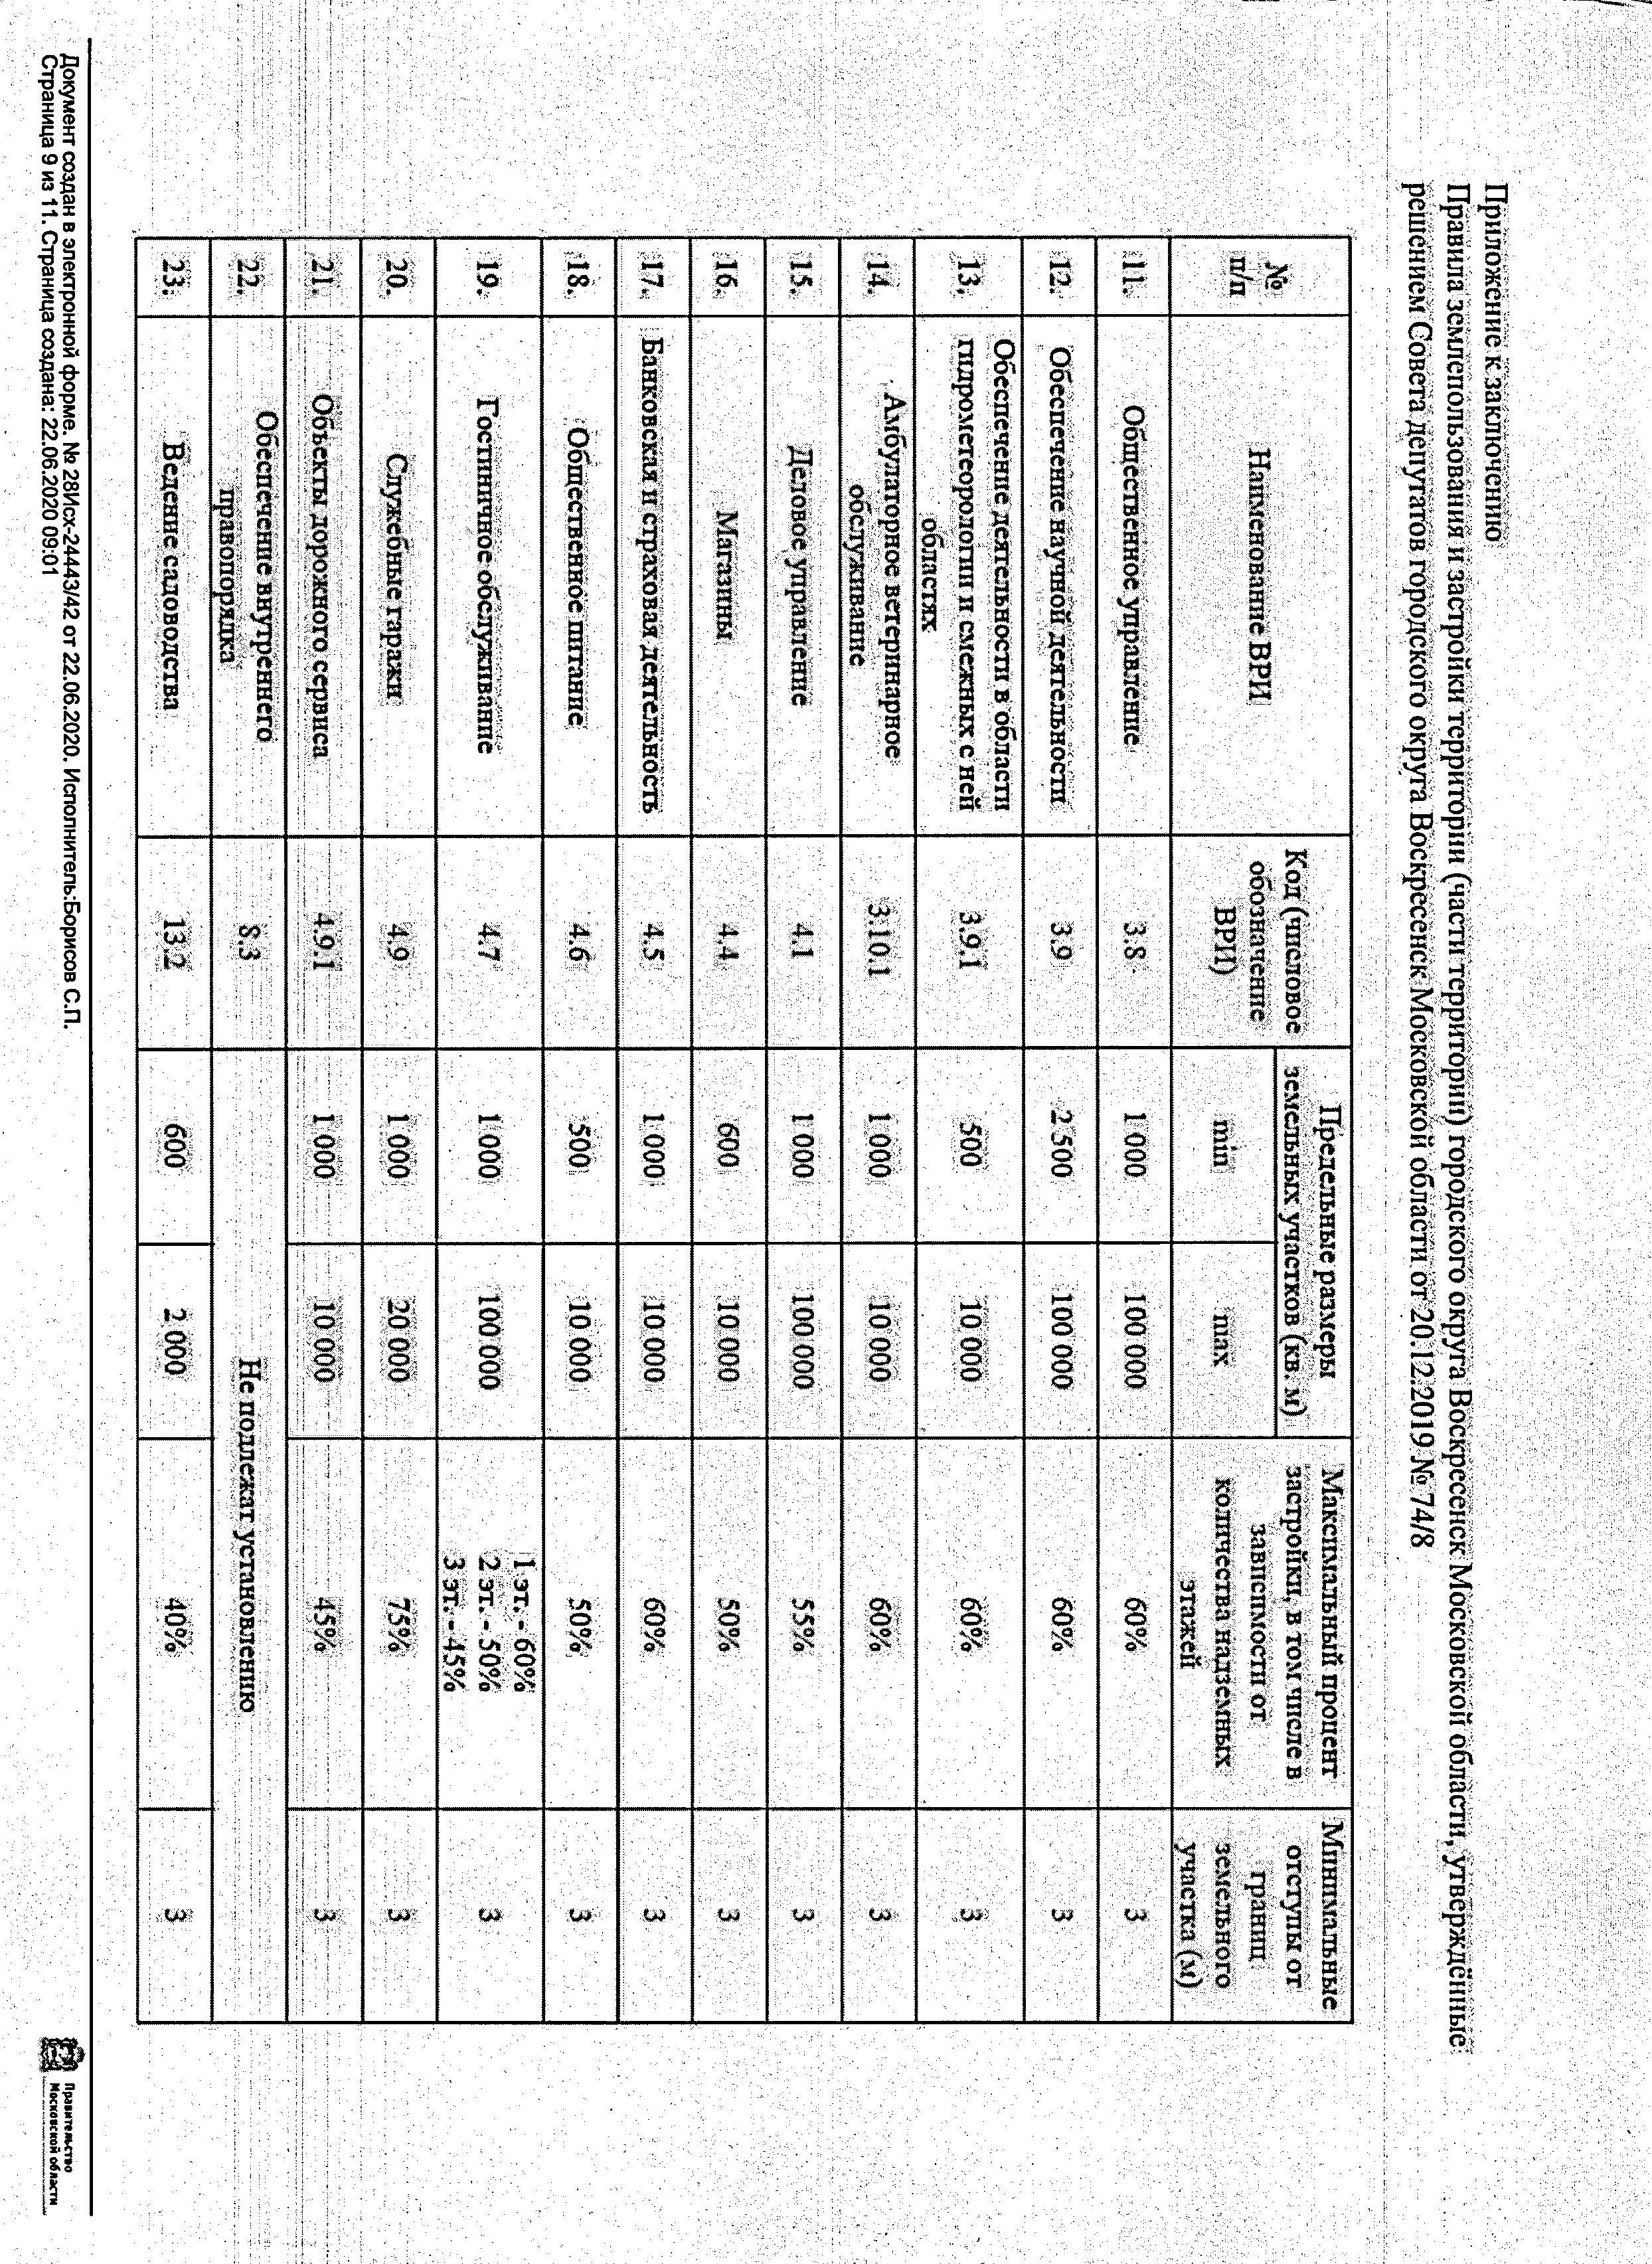 Приложение к заключению
Правила землепользования и застройки территории (части территории) городского округа Воскресенск Московской области, утверждённые
решением Совета депутатов городского округа Воскресенск Московской области от 20.12.2019 № 74/8
№
п/п
Наименование ВРИ
Код (числовое
обозначение
ВРИ)
Предельные размеры
земельных участков (кв. м)
min
max
Максимальный процент
застройки, в том числе в
зависимости от
количества надземных
этажей
Минимальные
отступы от
границ
земельного
участка (м)
11. Общественное управление 3.8 1 000 100 000 60% 3
12. Обеспечение научной деятельности 3.9 2 500 100 000 60% 3
13. Обеспечение деятельности в области
гидрометеорологии и смежных с ней
областях
3.9.1 500 10 000 60% 3
14. Амбулаторное ветеринарное
обслуживание
3.10.1 1 000 10 000 60% 3
15. Деловое управление 4.1 1 000 100 000 55% 3
16. Магазины 4.4 600 10 000 50% 3
17. Банковская и страховая деятельность 4.5 1 000 10 000 60% 3
18. Общественное питание 4.6 500 10 000 50% 3
19. Гостиничное обслуживание 4.7 1 000 100 000
1 эт. - 60%
2 эт. - 50%
3 эт. - 45%
3
20. Служебные гаражи 4.9 1 000 20 000 75% 3
21. Объекты дорожного сервиса 4.9.1 1 000 10 000 45% 3
22. Обеспечение внутреннего
правопорядка
8.3 Не подлежат установлению
23. Ведение садоводства 13.2 600 2 000 40% 3
Документ создан в электронной форме. № 28Исх-24443/42 от 22.06.2020. Исполнитель:Борисов С.П.
Страница 9 из 11. Страница создана: 22.06.2020 09:01
Правительство
Московской области